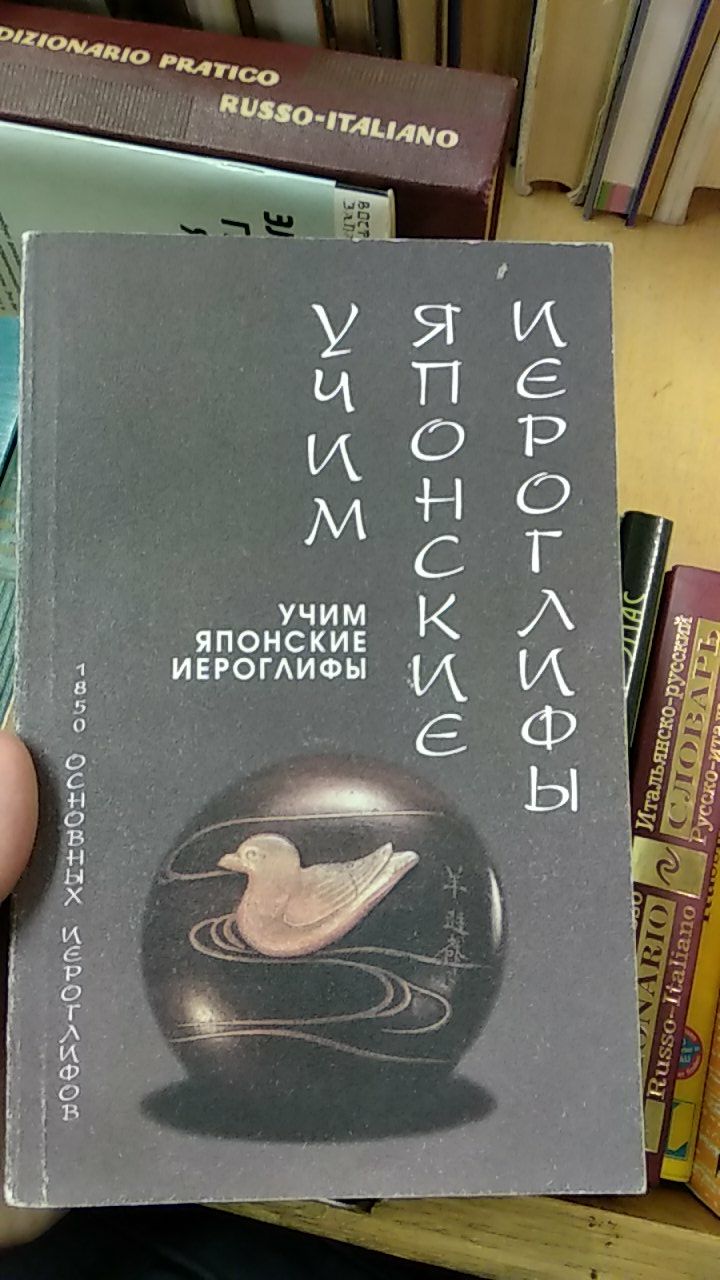 DIZIONARIO PRATICO
RUSSO-ITALIANO
УЧИМ
ЯПОНСКИЕ
ИЕРОГЛИФЫ
УЧИМ
ЯПОНСКИЕ
ИЕРОГЛИФЫ
1850 ОСНОВНЫХ ИЕРОГЛИФОВ
Итальянско-русский
СЛОВАРЬ
Russo-Italiano